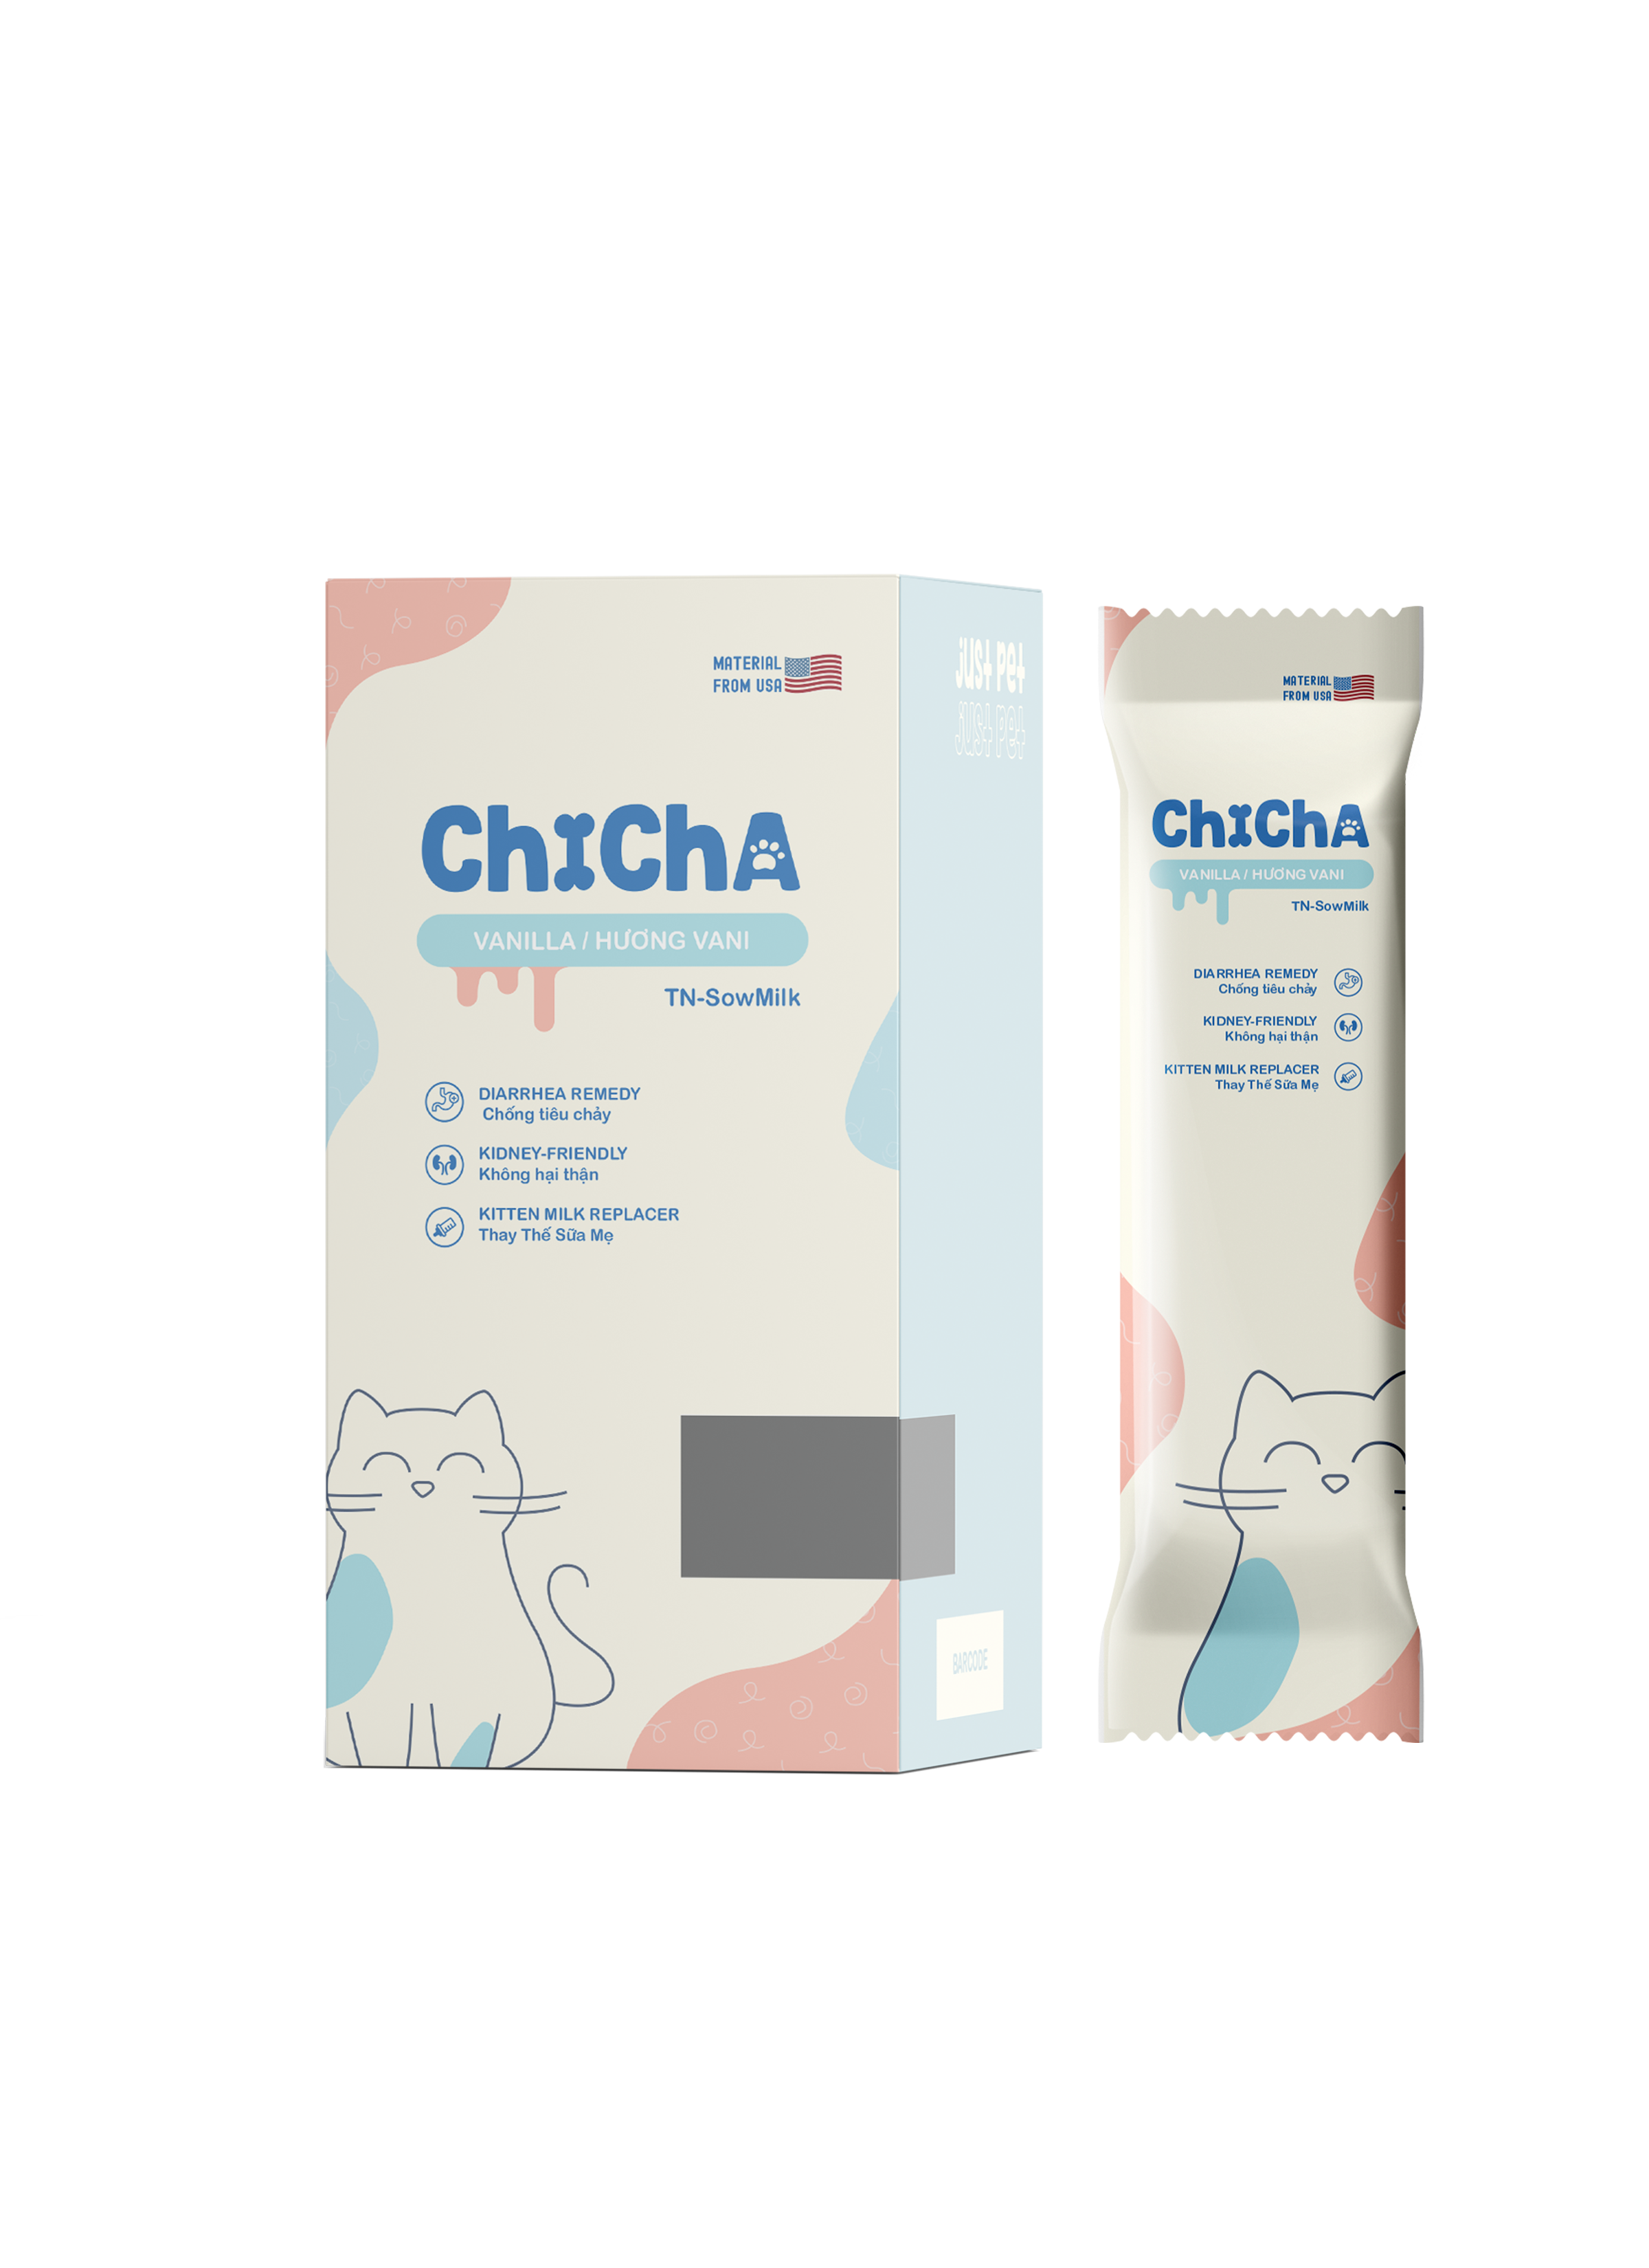 MATERIAL
FROM USA
ChIChA
VANILLA / HƯƠNG VANI
TN-SowMilk
DIARRHEA REMEDY
Chống tiêu chảy
KIDNEY-FRIENDLY
Không hại thận
KITTEN MILK REPLACER
Thay Thế Sữa Mẹ
just pet
just pet
BARCODE
MATERIAL
FROM USA
ChIChA
VANILLA / HƯƠNG VANI
TN-SowMilk
DIARRHEA REMEDY
Chống tiêu chảy
KIDNEY-FRIENDLY
Không hại thận
KITTEN MILK REPLACER
Thay Thế Sữa Mẹ